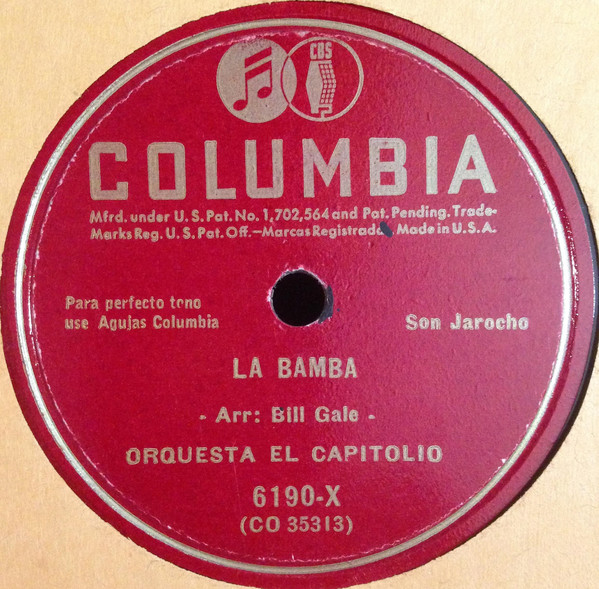 CBS
COLUMBIA
Mfrd. under U.S. Pat. No. 1,702,564 and Pat. Pending. Trade-
Marks Reg. U.S. Pat. Off.—Marcas Registrada Made in U.S.A.
Para perfecto tono
use Agujas Columbia
Son Jarocho
LA BAMBA
- Arr: Bill Gale -
ORQUESTA EL CAPITOLIO
6190-X
(CO 35313)